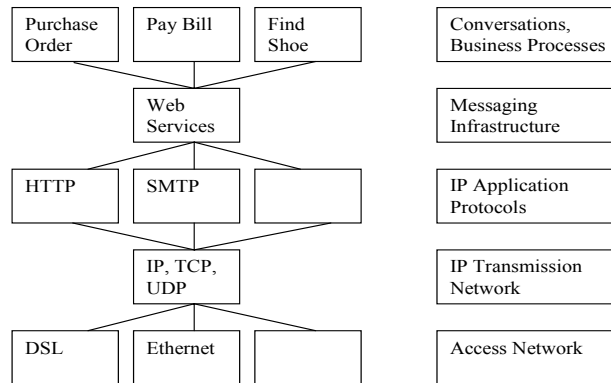 Purchase
Order
Pay Bill
Find
Shoe
Conversations,
Business Processes
Web
Services
Messaging
Infrastructure
HTTP
SMTP
IP Application
Protocols
IP, TCP,
UDP
IP Transmission
Network
DSL
Ethernet
Access Network